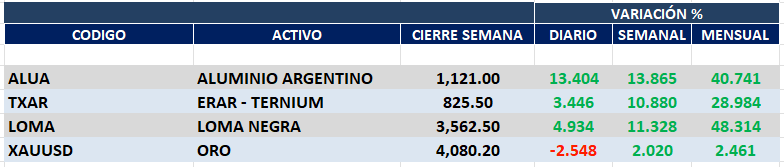 VARIACIÓN %
CODIGO ACTIVO CIERRE SEMANA DIARIO SEMANAL MENSUAL
ALUA ALUMINIO ARGENTINO 1,121.00 13.404 13.865 40.741
TXAR ERAR - TERNIUM 825.50 3.446 10.880 28.984
LOMA LOMA NEGRA 3,562.50 4.934 11.328 48.314
XAUUSD ORO 4,080.20 -2.548 2.020 2.461